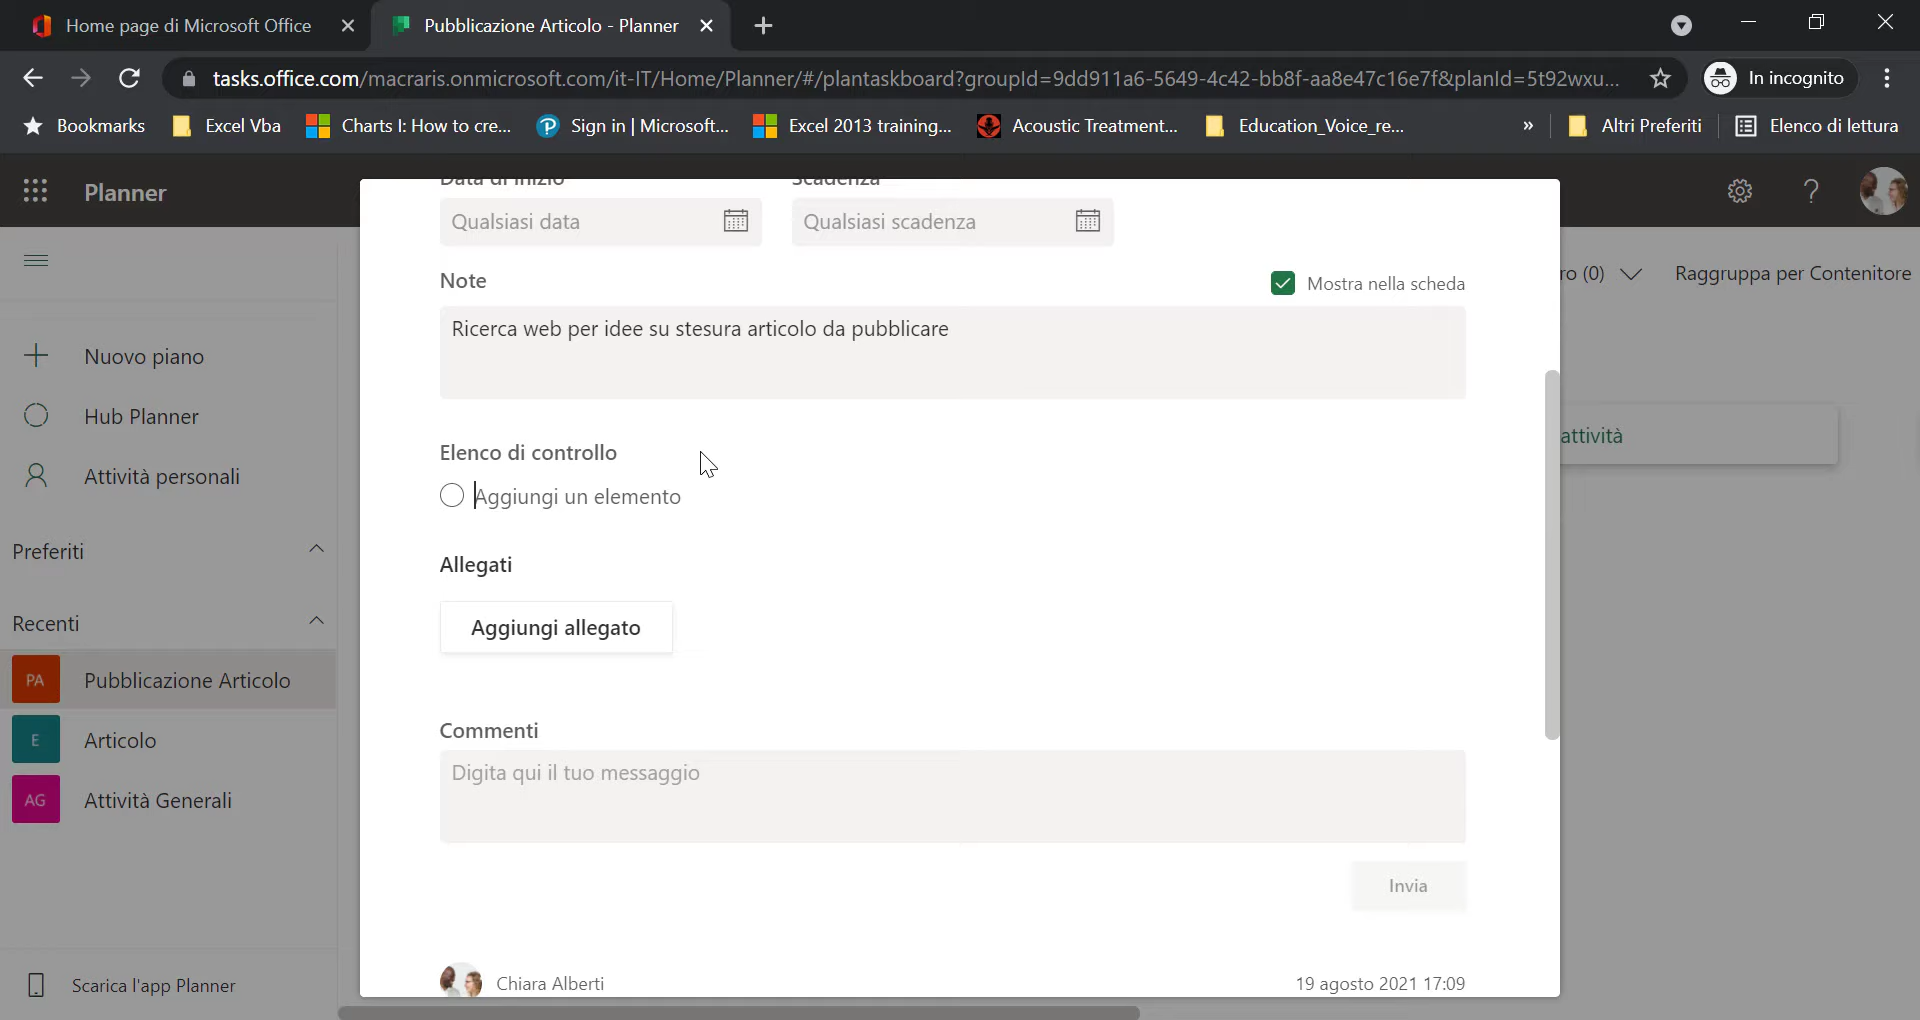 Home page di Microsoft Office
Pubblicazione Articolo - Planner
tasks.office.com/macraris.onmicrosoft.com/it-IT/Home/Planner/#/plantaskboard?groupId=9dd911a6-5649-4c42-bb8f-aa8e47c16e7f&planId=5t92wxu...
In incognito
Bookmarks
Excel Vba
Charts I: How to cre...
Sign in | Microsoft...
Excel 2013 training...
Acoustic Treatment...
Education_Voice_re...
»
Altri Preferiti
Elenco di lettura
Planner
?
Data di inizio
Scadenza
Qualsiasi data
Qualsiasi scadenza
ro (0)
Raggruppa per Contenitore
Note
Mostra nella scheda
Ricerca web per idee su stesura articolo da pubblicare
Nuovo piano
Hub Planner
Attività personali
attività
Elenco di controllo
Aggiungi un elemento
Preferiti
Allegati
Aggiungi allegato
Recenti
PA
Pubblicazione Articolo
E
Articolo
AG
Attività Generali
Commenti
Digita qui il tuo messaggio
Invia
Scarica l'app Planner
Chiara Alberti
19 agosto 2021 17:09